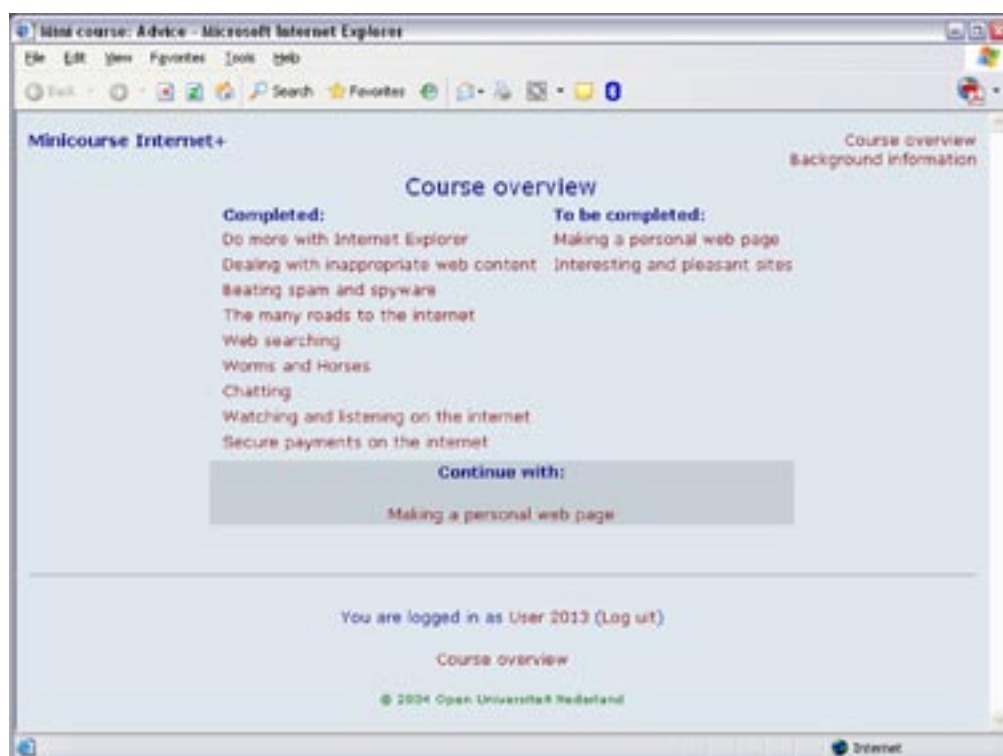 Mini course: Advice - Microsoft Internet Explorer
File Edit View Favorites Tools Help
Back Search Favorites
Minicourse Internet+
Course overview
Background information
Course overview
Completed:
Do more with Internet Explorer
Dealing with inappropriate web content
Beating spam and spyware
The many roads to the internet
Web searching
Worms and Horses
Chatting
Watching and listening on the internet
Secure payments on the internet
To be completed:
Making a personal web page
Interesting and pleasant sites
Continue with:
Making a personal web page
You are logged in as User 2013 (Log uit)
Course overview
© 2004 Open Universiteit Nederland
Internet